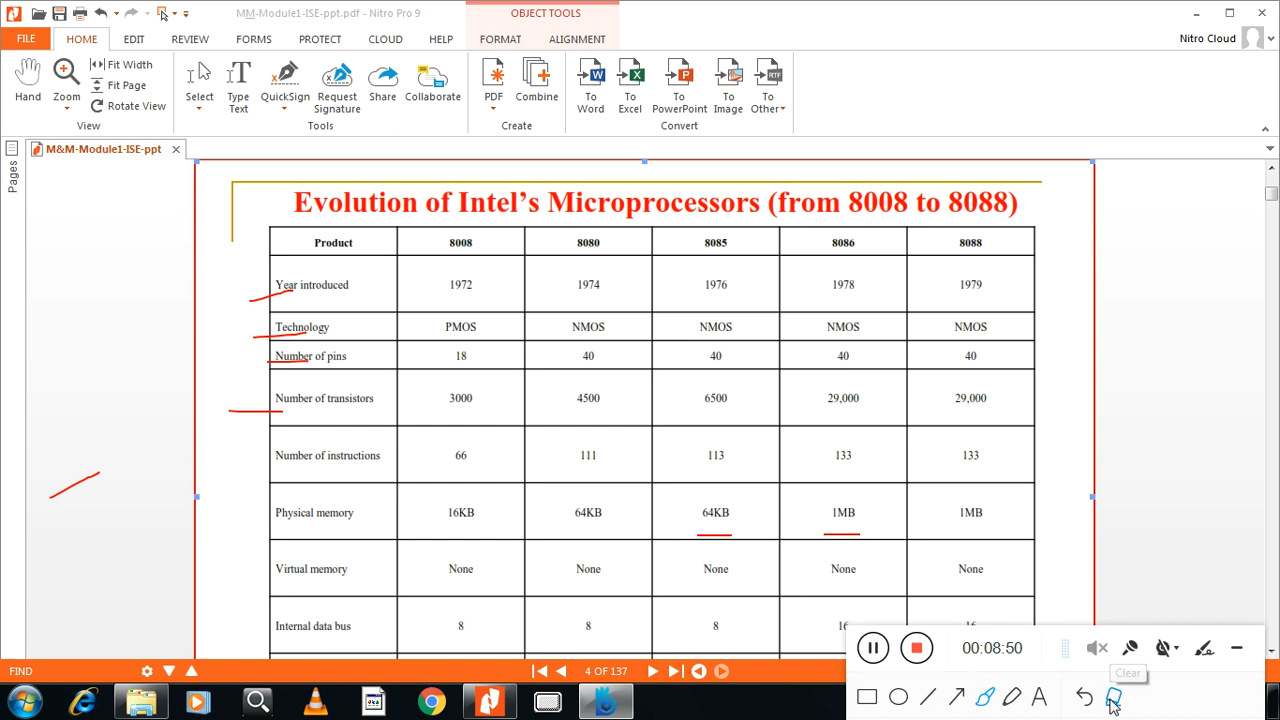 MM-Module1-ISE-ppt.pdf - Nitro Pro 9
OBJECT TOOLS
FILE HOME EDIT REVIEW FORMS PROTECT CLOUD HELP FORMAT ALIGNMENT Nitro Cloud
Hand Zoom Fit Width Fit Page Rotate View
Select Type Text QuickSign Request Signature Share Collaborate
PDF Combine
To Word To Excel To PowerPoint To Image To Other
View Tools Create Convert
M&M-Module1-ISE-ppt
Pages
Evolution of Intel's Microprocessors (from 8008 to 8088)
Product 8008 8080 8085 8086 8088
Year introduced 1972 1974 1976 1978 1979
Technology PMOS NMOS NMOS NMOS NMOS
Number of pins 18 40 40 40 40
Number of transistors 3000 4500 6500 29,000 29,000
Number of instructions 66 111 113 133 133
Physical memory 16KB 64KB 64KB 1MB 1MB
Virtual memory None None None None None
Internal data bus 8 8 8 16 16
00:08:50
Clear
FIND 4 OF 137